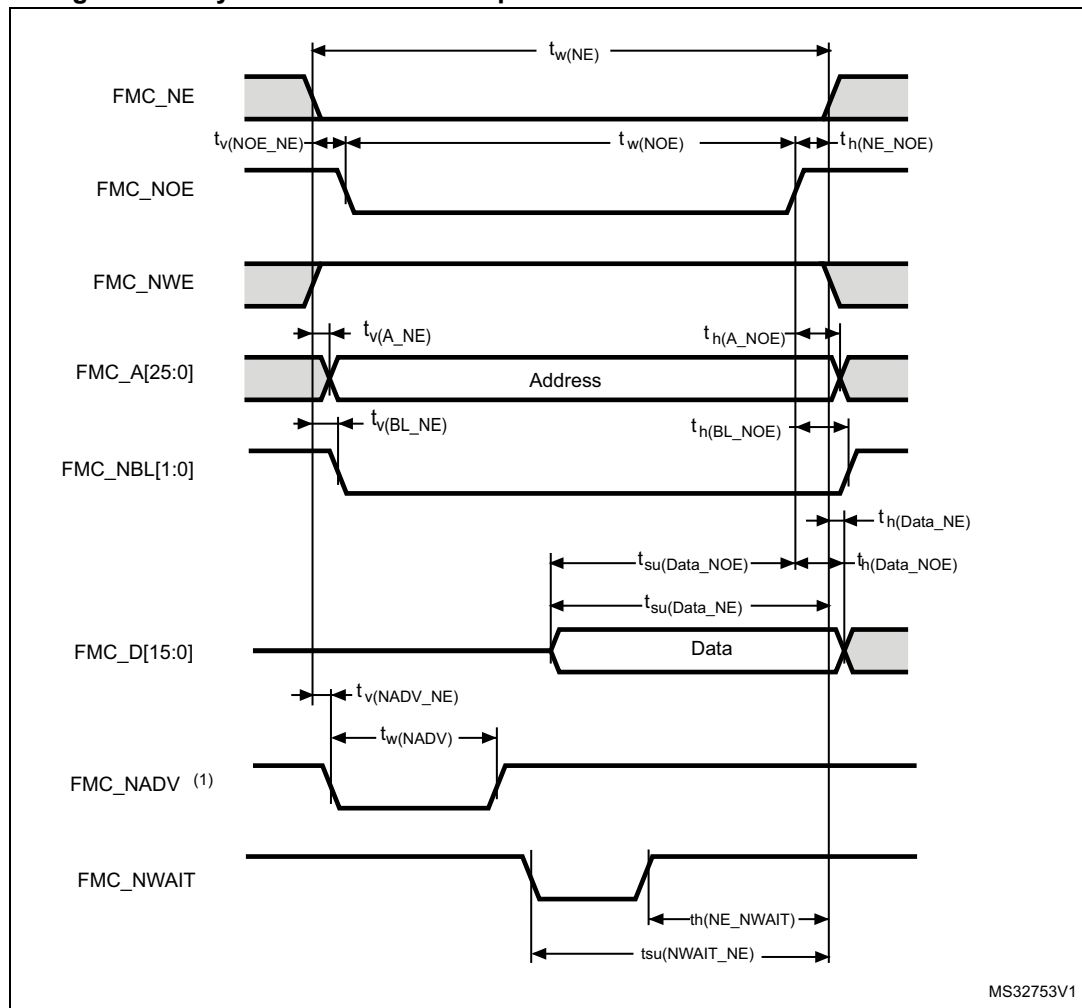 tw(NE)
FMC_NE
tv(NOE_NE)
tw(NOE)
th(NE_NOE)
FMC_NOE
FMC_NWE
tv(A_NE)
th(A_NOE)
FMC_A[25:0]
Address
tv(BL_NE)
th(BL_NOE)
FMC_NBL[1:0]
th(Data_NE)
tsu(Data_NOE)
th(Data_NOE)
tsu(Data_NE)
FMC_D[15:0]
Data
tv(NADV_NE)
tw(NADV)
FMC_NADV (1)
FMC_NWAIT
th(NE_NWAIT)
tsu(NWAIT_NE)
MS32753V1